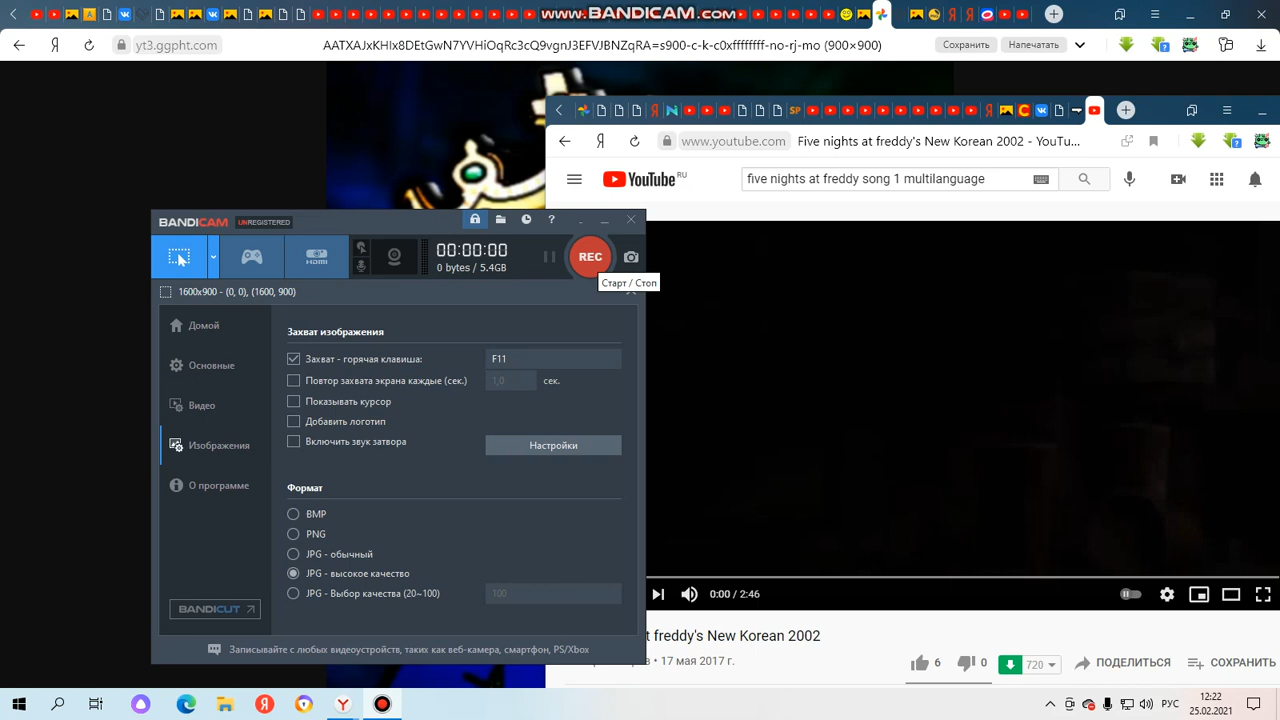 www.BANDICAM.com
yt3.ggpht.com
AATXAJxKHIx8DEtGwN7YVHiOqRc3cQ9vgnJ3EFVJBNZqRA=s900-c-k-c0xffffffff-no-rj-mo (900×900)
Сохранить
Напечатать
www.youtube.com
Five nights at freddy's New Korean 2002 - YouTu...
YouTube RU
five nights at freddy song 1 multilanguage
BANDICAM UNREGISTERED
HDMI
00:00:00
0 bytes / 5.4GB
REC
Старт / Стоп
1600x900 - (0, 0), (1600, 900)
Домой
Основные
Видео
Изображения
О программе
BANDICUT
Захват изображения
Захват - горячая клавиша:
F11
Повтор захвата экрана каждые (сек.)
1,0
сек.
Показывать курсор
Добавить логотип
Включить звук затвора
Настройки
Формат
BMP
PNG
JPG - обычный
JPG - высокое качество
JPG - Выбор качества (20~100)
100
Записывайте с любых видеоустройств, таких как веб-камера, смартфон, PS/Xbox
0:00 / 2:46
t freddy's New Korean 2002
• 17 мая 2017 г.
6
0
720
ПОДЕЛИТЬСЯ
СОХРАНИТЬ
РУС
12:22
25.02.2021